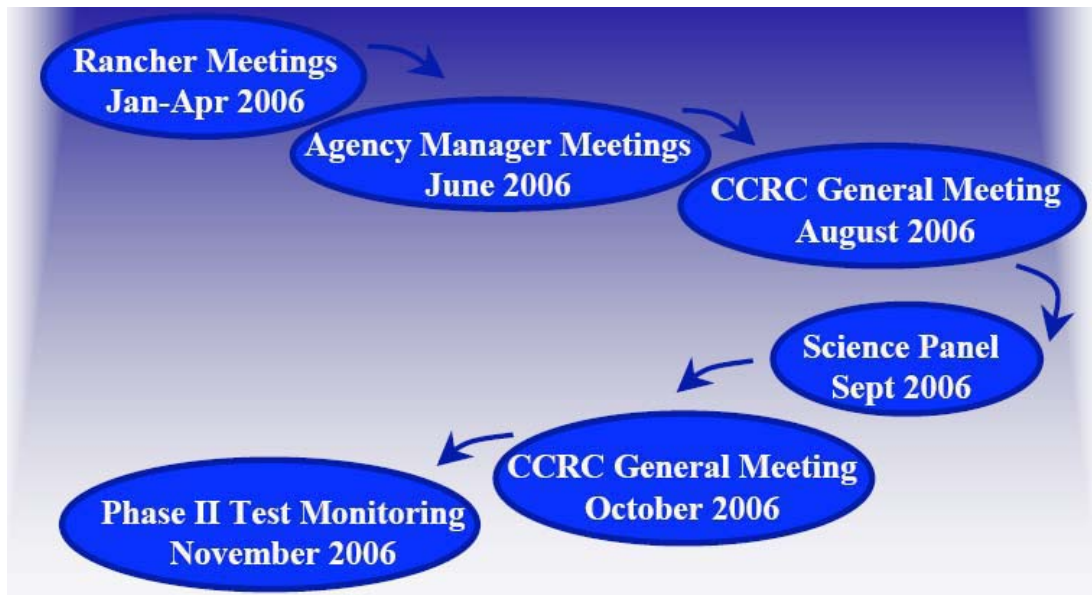 Rancher Meetings
Jan-Apr 2006
Agency Manager Meetings
June 2006
CCRC General Meeting
August 2006
Science Panel
Sept 2006
CCRC General Meeting
October 2006
Phase II Test Monitoring
November 2006